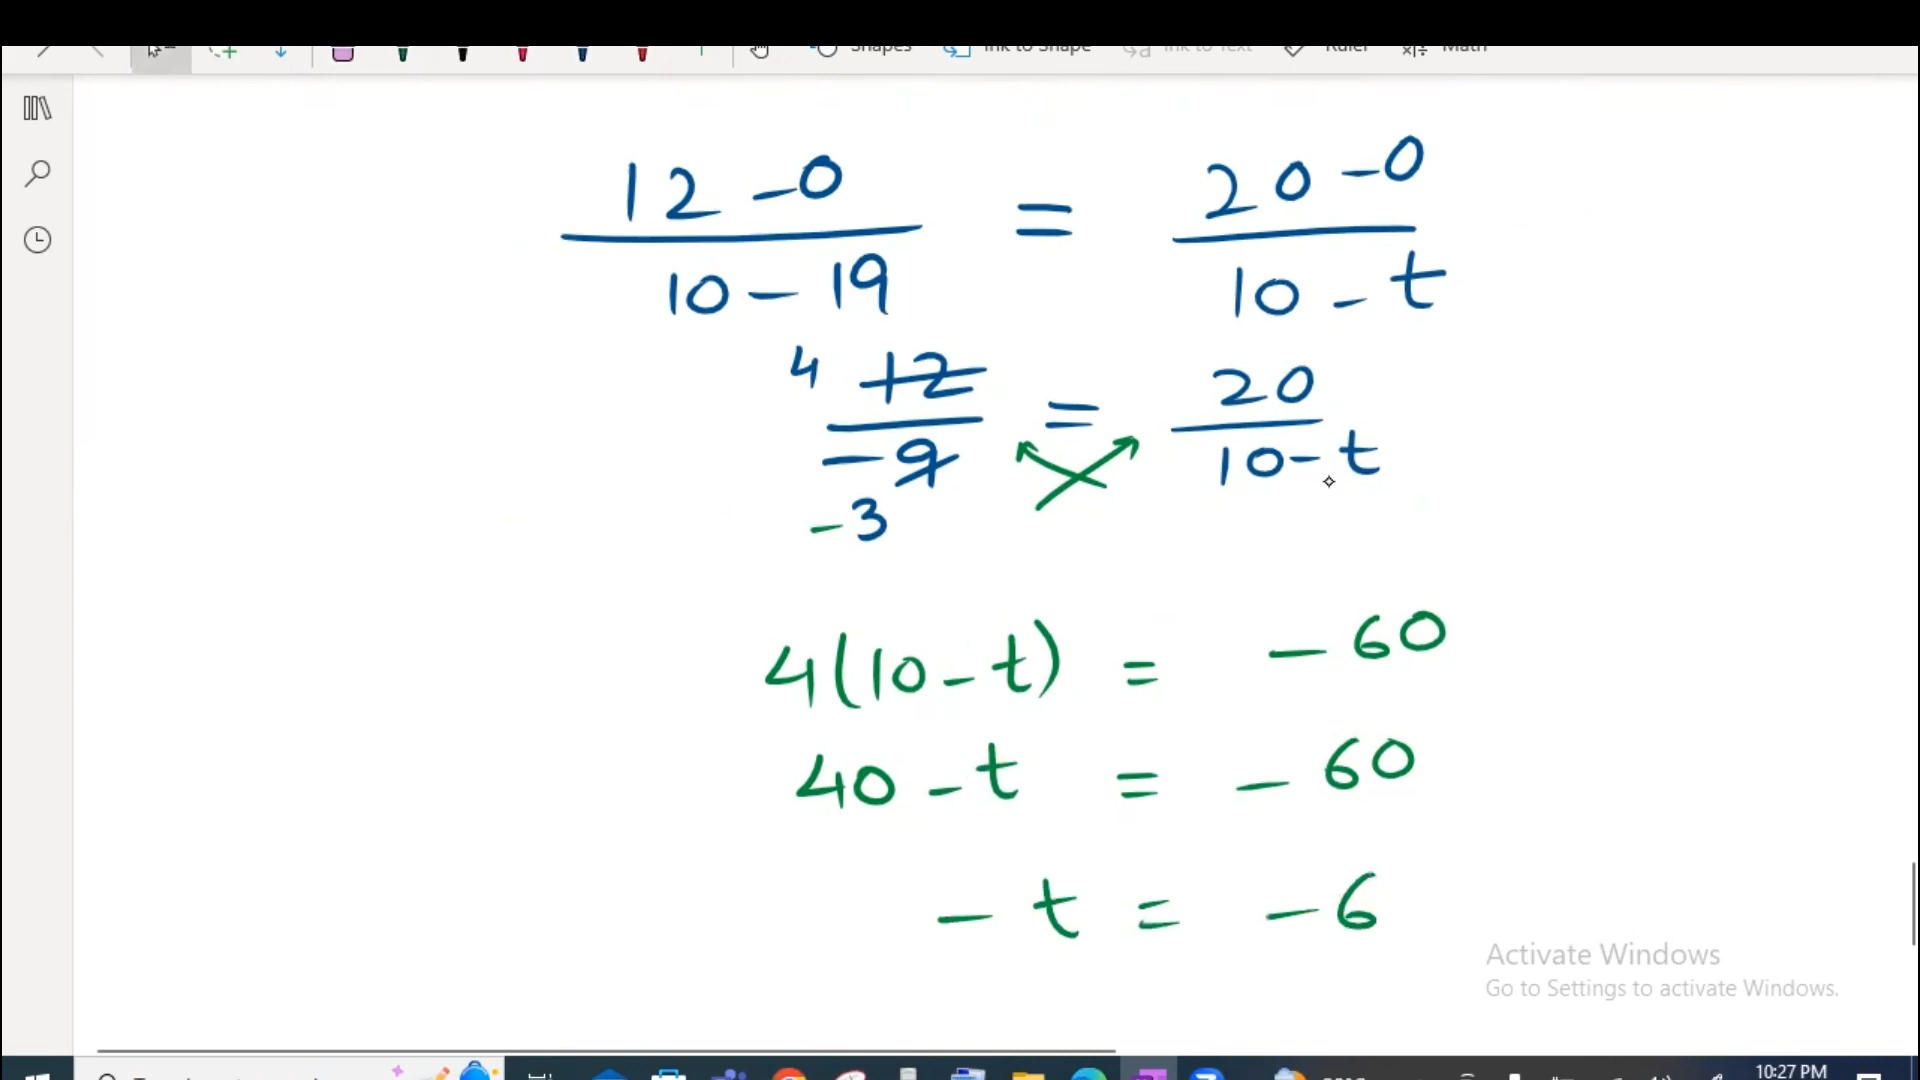 12 - 0 = 20 - 0
10 - 19 10 - t
4 12 = 20
- 9 10 - t
- 3
4(10 - t) = - 60
40 - t = - 60
- t = - 6
Activate Windows
Go to Settings to activate Windows.
10:27 PM